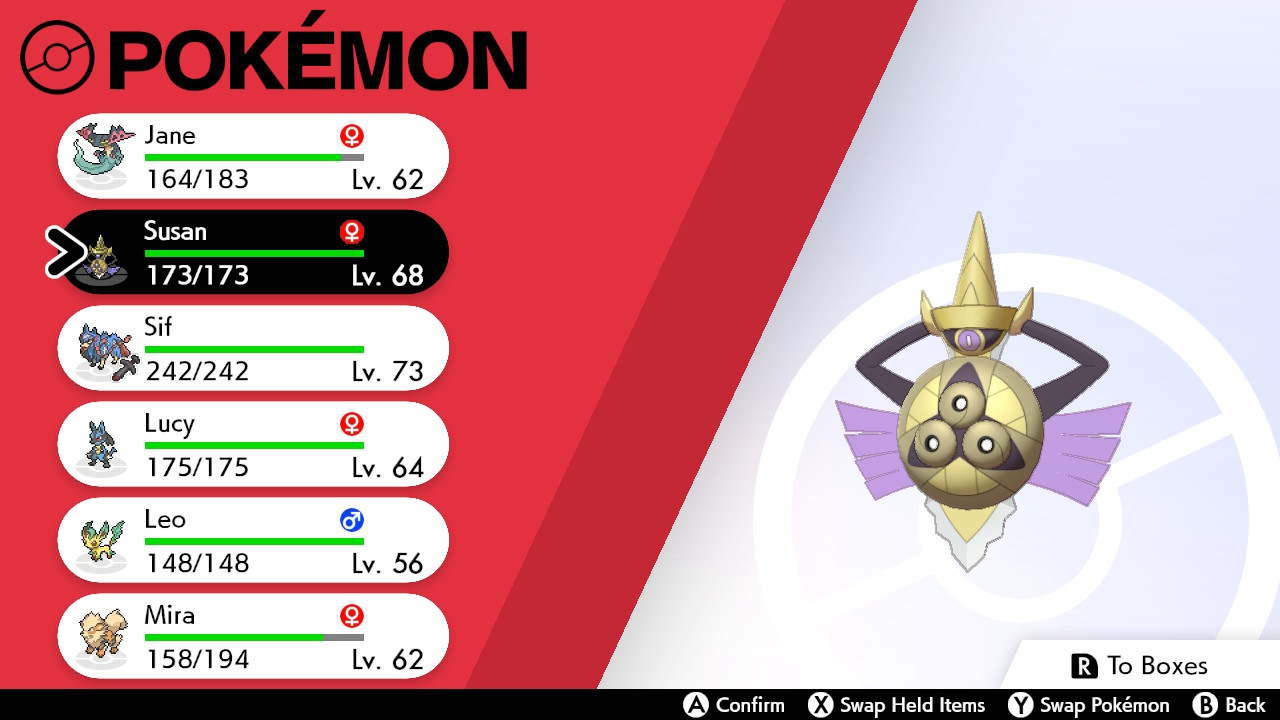 POKÉMON
Jane ♀
164/183 Lv. 62
Susan ♀
173/173 Lv. 68
Sif
242/242 Lv. 73
Lucy ♀
175/175 Lv. 64
Leo ♂
148/148 Lv. 56
Mira ♀
158/194 Lv. 62
R To Boxes
A Confirm X Swap Held Items Y Swap Pokémon B Back